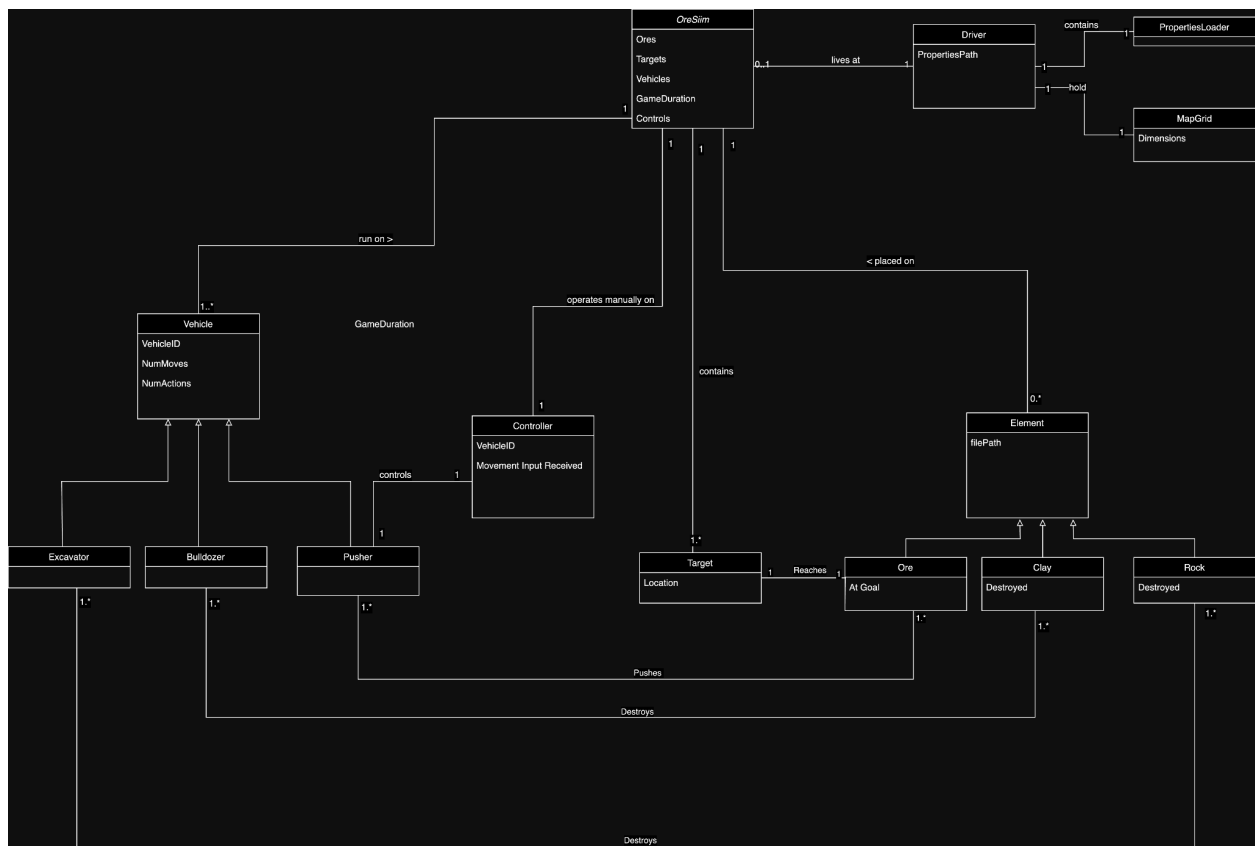 OreSiim
Ores
Targets
Vehicles
GameDuration
Controls
Driver
PropertiesPath
PropertiesLoader
MapGrid
Dimensions
contains
1
1
lives at
0..1
1
hold
1
1
1
run on >
1..*
1
operates manually on
1
1
contains
1..*
1
< placed on
0.*
Vehicle
VehicleID
NumMoves
NumActions
GameDuration
Controller
VehicleID
Movement Input Received
controls
1
1
Element
filePath
Excavator
Bulldozer
Pusher
Target
Location
1
Reaches
1
Ore
At Goal
Clay
Destroyed
Rock
Destroyed
1.*
1.*
1.*
1.*
1.*
1.*
Pushes
Destroys
Destroys